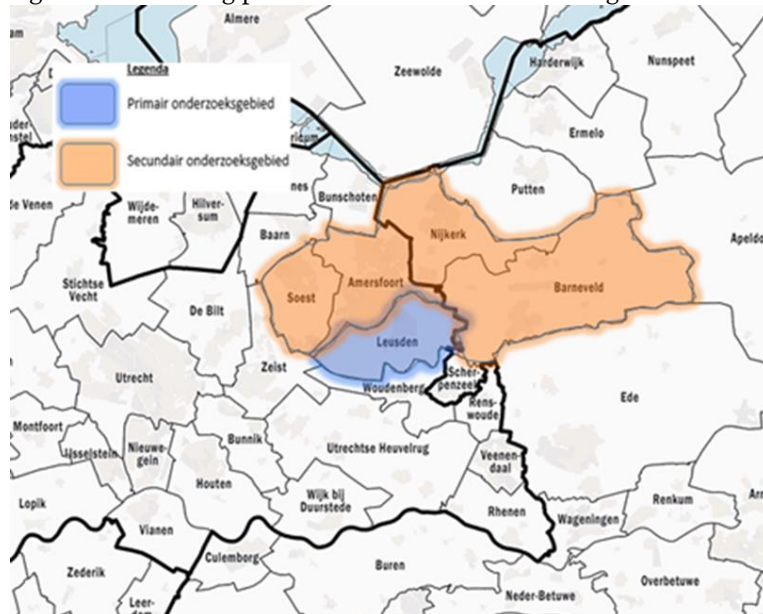 Almere
Harderwijk
Nunspeet
Zeewolde
Legenda
Primair onderzoeksgebied
Ermelo
Secundair onderzoeksgebied
Putten
Bunschoten
de Venen
Wijde-
meren
Hilver-
sum
Baarn
Nijkerk
Stichtse
Vecht
Amersfoort
Barneveld
Soest
De Bilt
Leusden
Zeist
Utrecht
Woudenberg
Scher-
penzeel
Ede
Rens-
woude
Montfoort
IJsselstein
Nieuwe-
gein
Bunnik
Utrechtse Heuvelrug
Veenen-
daal
Houten
Wijk bij
Duurstede
Lopik
Rhenen
Renkum
Wageningen
Vianen
Culemborg
Buren
Zederik
Overbetuwe
Neder-Betuwe
Leer-